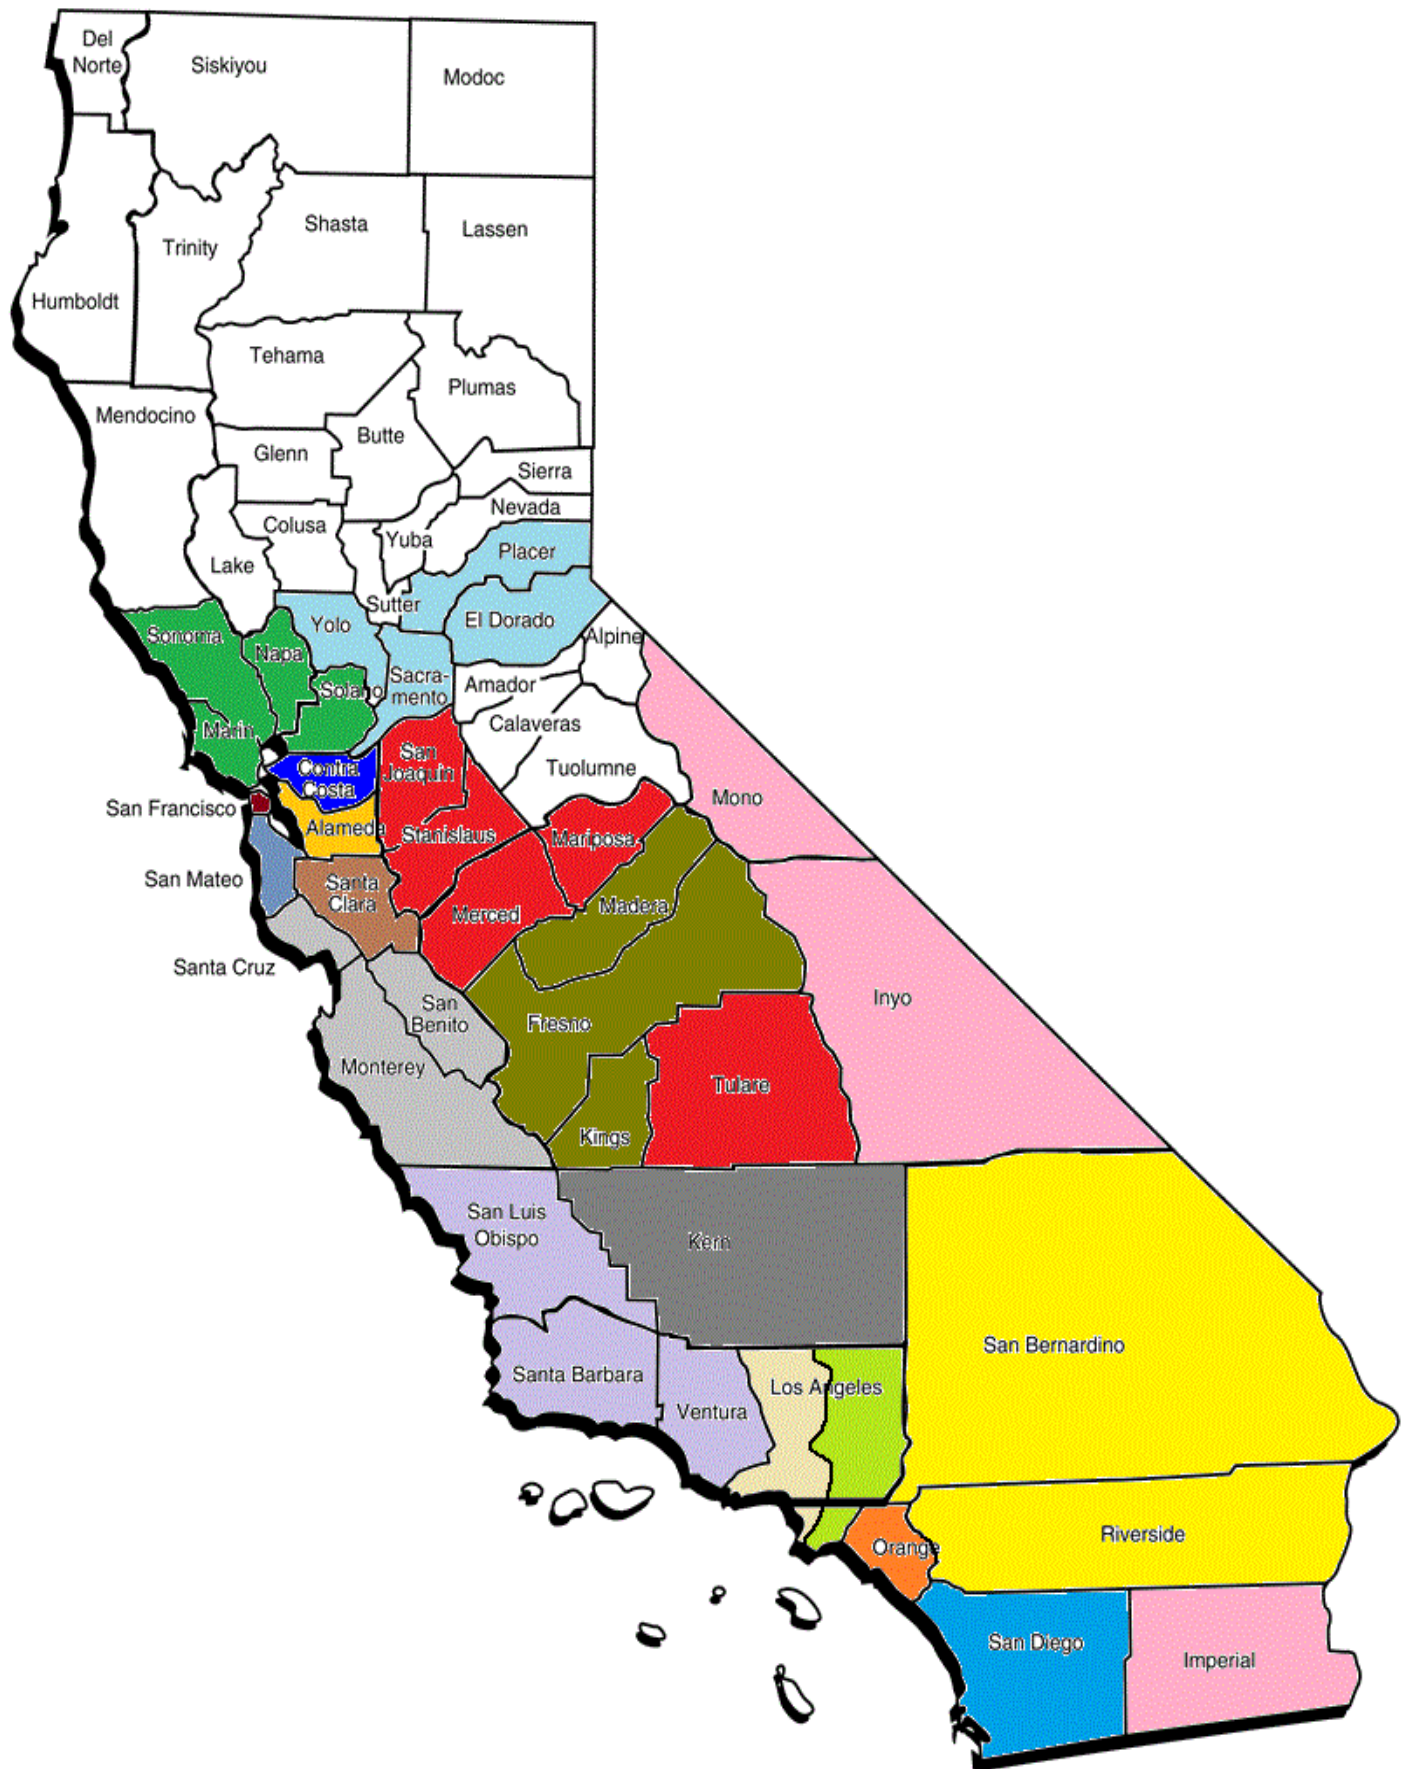 Del
Norte
Siskiyou
Modoc
Shasta
Lassen
Trinity
Humboldt
Tehama
Plumas
Mendocino
Butte
Glenn
Sierra
Nevada
Colusa
Yuba
Placer
Lake
Sutter
El Dorado
Yolo
Sonoma
Alpine
Napa
Sacra-
mento
Solano
Amador
Calaveras
Marin
San
Joaquin
Contra
Costa
Tuolumne
Mono
San Francisco
Alameda
Stanislaus
Mariposa
San Mateo
Santa
Clara
Merced
Madera
Santa Cruz
San
Benito
Inyo
Fresno
Monterey
Tulare
Kings
San Luis
Obispo
Kern
San Bernardino
Santa Barbara
Los Angeles
Ventura
Orange
Riverside
San Diego
Imperial